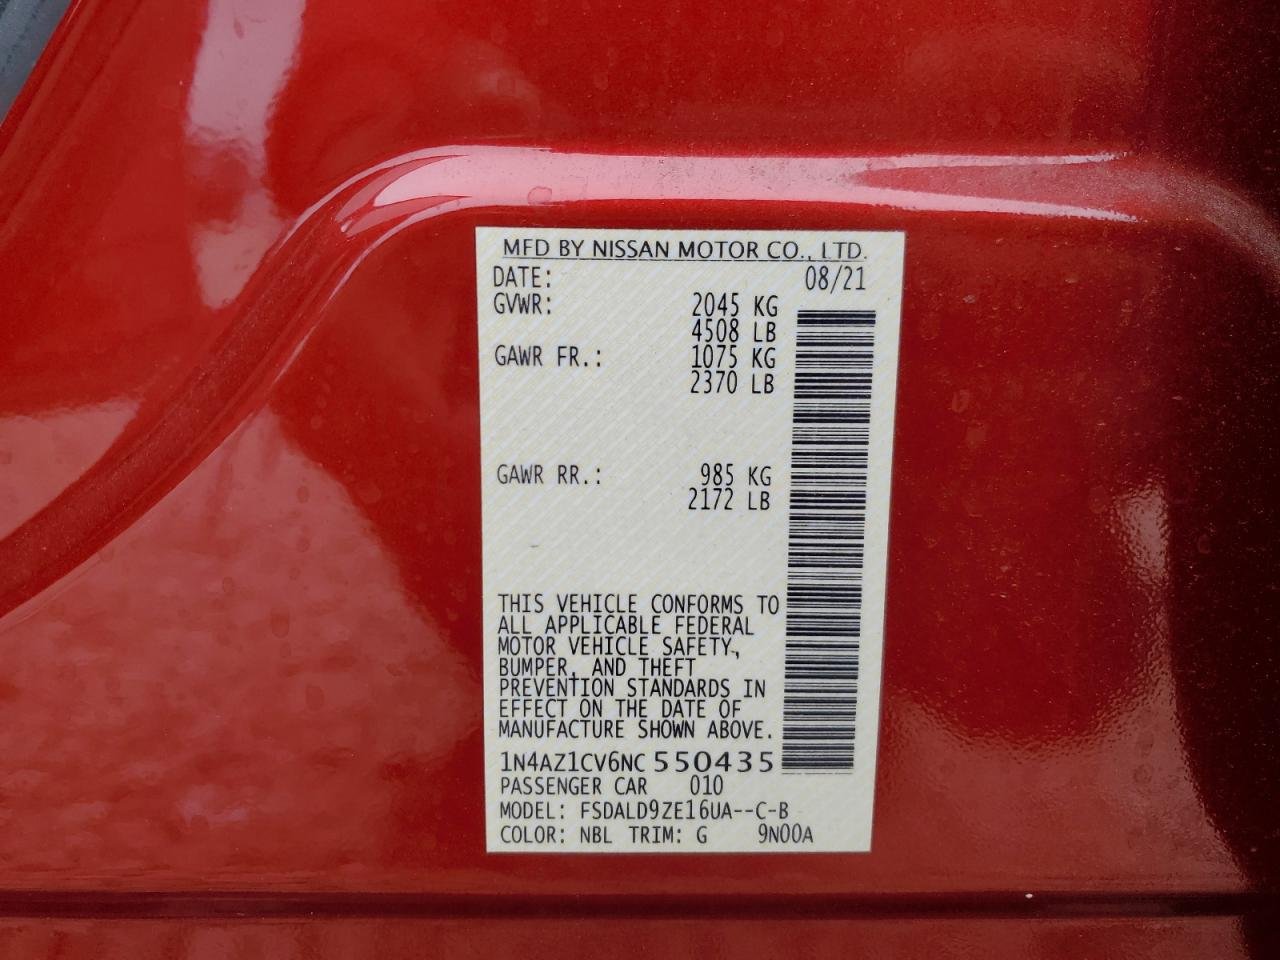 MFD BY NISSAN MOTOR CO., LTD.
DATE: 08/21
GVWR: 2045 KG
4508 LB
GAWR FR.: 1075 KG
2370 LB
GAWR RR.: 985 KG
2172 LB
THIS VEHICLE CONFORMS TO
ALL APPLICABLE FEDERAL
MOTOR VEHICLE SAFETY,
BUMPER, AND THEFT
PREVENTION STANDARDS IN
EFFECT ON THE DATE OF
MANUFACTURE SHOWN ABOVE.
1N4AZ1CV6NC550435
PASSENGER CAR 010
MODEL: FSDALD9ZE16UA--C-B
COLOR: NBL TRIM: G 9N00A